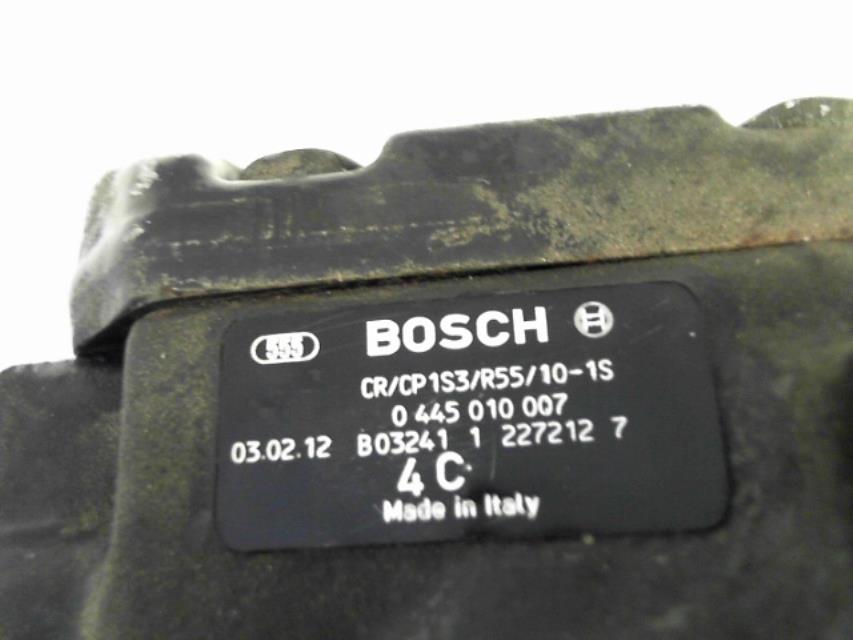 555 BOSCH
CR/CP1S3/R55/10-1S
0 445 010 007
03.02.12 B03241 1 227212 7
4 C
Made in Italy